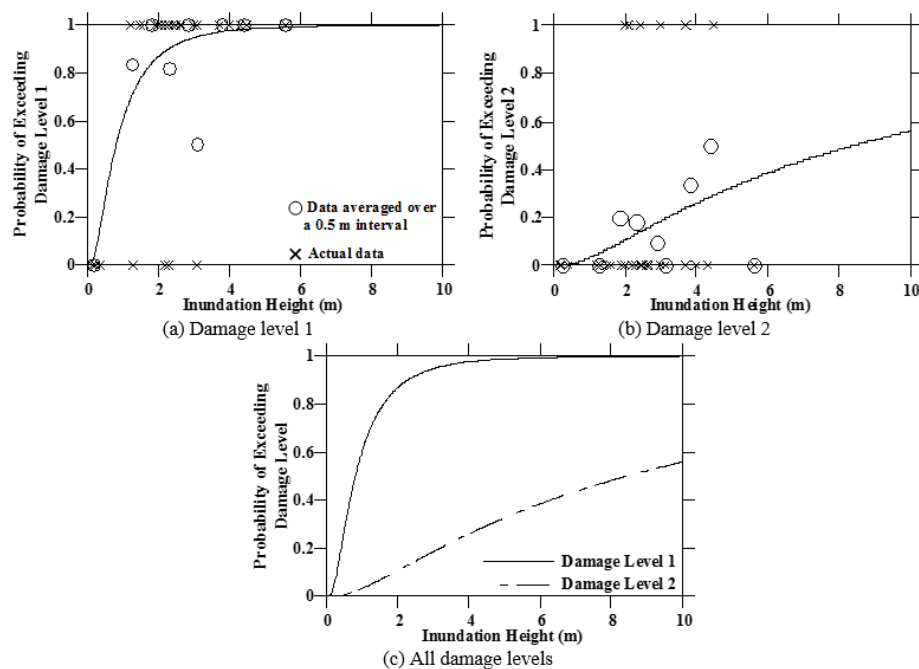 Probability of Exceeding
Damage Level 1
1
0.8
0.6
0.4
0.2
0
0
2
4
6
8
10
Data averaged over
a 0.5 m interval
Actual data
Inundation Height (m)
(a) Damage level 1
Probability of Exceeding
Damage Level 2
1
0.8
0.6
0.4
0.2
0
0
2
4
6
8
10
Inundation Height (m)
(b) Damage level 2
Probability of Exceeding
Damage Level
1
0.8
0.6
0.4
0.2
0
0
2
4
6
8
10
Damage Level 1
Damage Level 2
Inundation Height (m)
(c) All damage levels